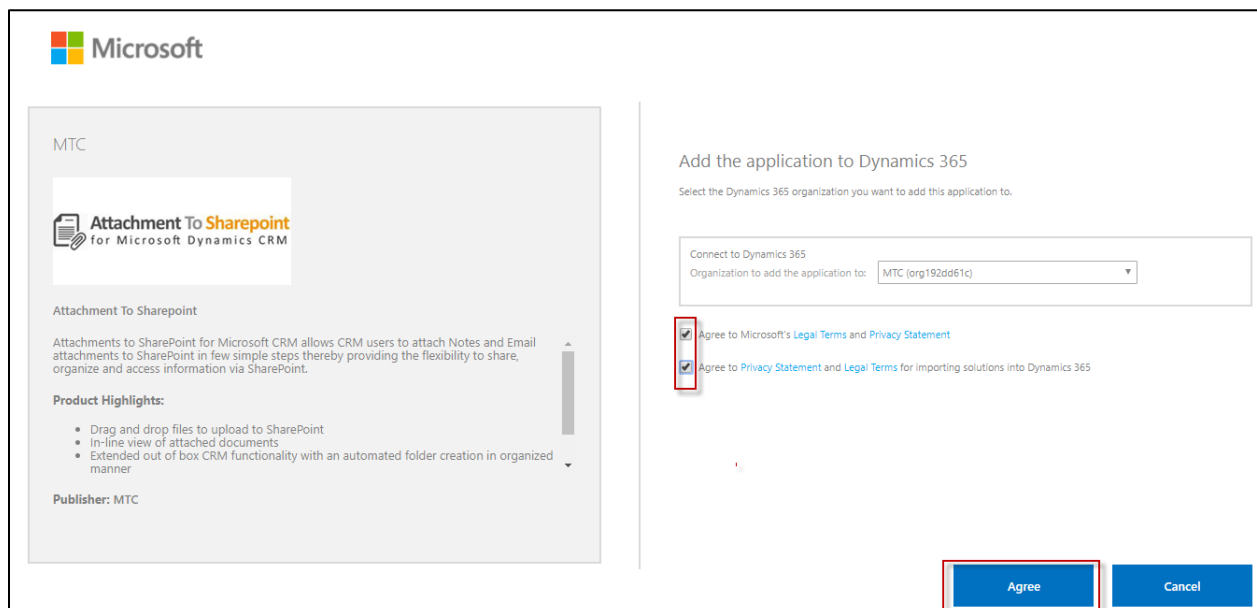 Microsoft
MTC
Attachment To Sharepoint
for Microsoft Dynamics CRM
Attachment To Sharepoint
Attachments to SharePoint for Microsoft CRM allows CRM users to attach Notes and Email
attachments to SharePoint in few simple steps thereby providing the flexibility to share,
organize and access information via SharePoint.
Product Highlights:
Drag and drop files to upload to SharePoint
In-line view of attached documents
Extended out of box CRM functionality with an automated folder creation in organized
manner
Publisher: MTC
Add the application to Dynamics 365
Select the Dynamics 365 organization you want to add this application to.
Connect to Dynamics 365
Organization to add the application to: MTC (org192dd61c)
Agree to Microsoft's Legal Terms and Privacy Statement
Agree to Privacy Statement and Legal Terms for importing solutions into Dynamics 365
Agree Cancel